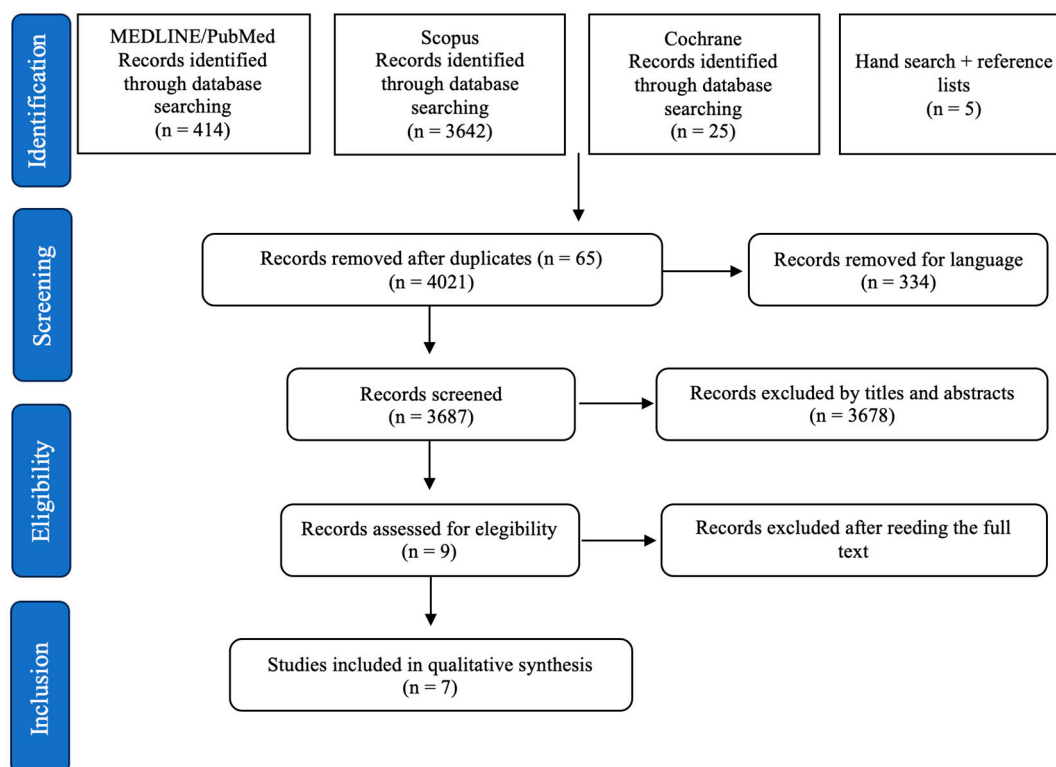 Identification
MEDLINE/PubMed
Records identified
through database
searching
(n = 414)
Scopus
Records identified
through database
searching
(n = 3642)
Cochrane
Records identified
through database
searching
(n = 25)
Hand search + reference
lists
(n = 5)
Screening
Records removed after duplicates (n = 65)
(n = 4021)
Records removed for language
(n = 334)
Records screened
(n = 3687)
Records excluded by titles and abstracts
(n = 3678)
Eligibility
Records assessed for elegibility
(n = 9)
Records excluded after reeding the full
text
Inclusion
Studies included in qualitative synthesis
(n = 7)